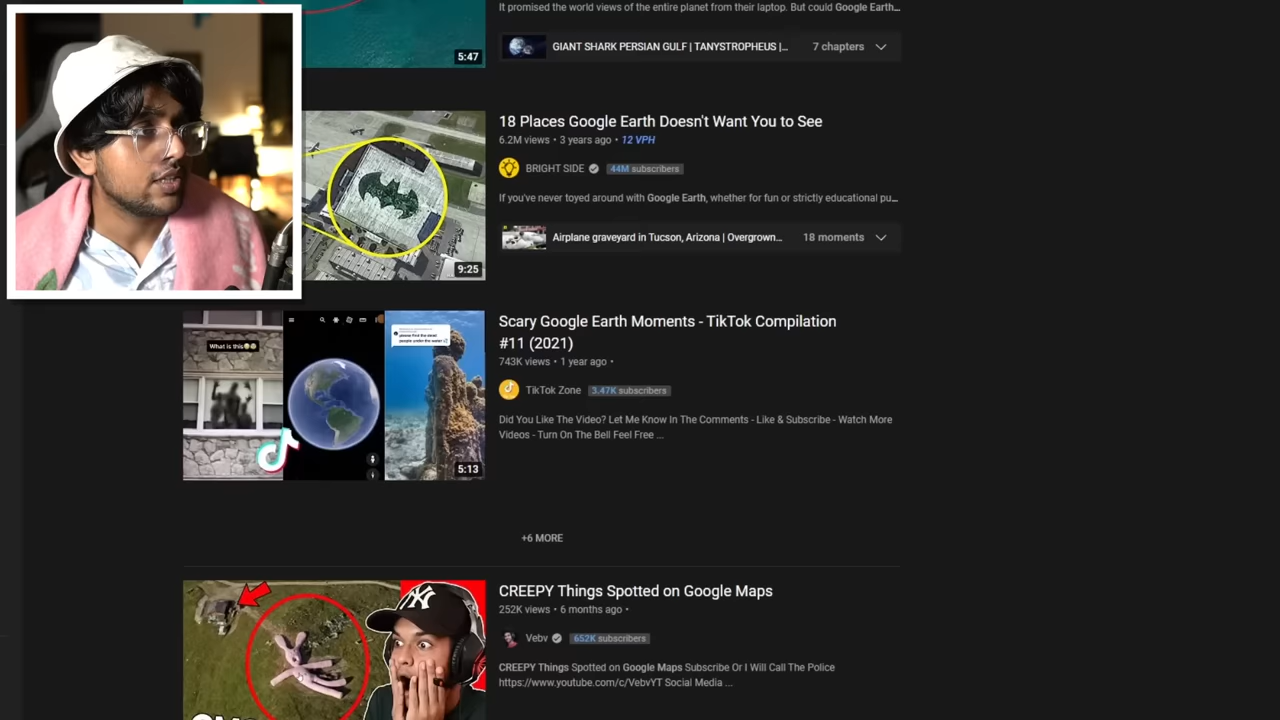 It promised the world views of the entire planet from their laptop. But could Google Earth...
5:47
GIANT SHARK PERSIAN GULF | TANYSTROPHEUS |...
7 chapters
18 Places Google Earth Doesn't Want You to See
6.2M views • 3 years ago • 12 VPH
BRIGHT SIDE
44M subscribers
If you've never toyed around with Google Earth, whether for fun or strictly educational pu...
Airplane graveyard in Tucson, Arizona | Overgrown...
18 moments
9:25
Scary Google Earth Moments - TikTok Compilation
#11 (2021)
743K views • 1 year ago •
What is this
TikTok Zone
3.47K subscribers
Did You Like The Video? Let Me Know In The Comments - Like & Subscribe - Watch More
Videos - Turn On The Bell Feel Free ...
5:13
+6 MORE
CREEPY Things Spotted on Google Maps
252K views • 6 months ago •
Vebv
652K subscribers
CREEPY Things Spotted on Google Maps Subscribe Or I Will Call The Police
https://www.youtube.com/c/VebvYT Social Media ...